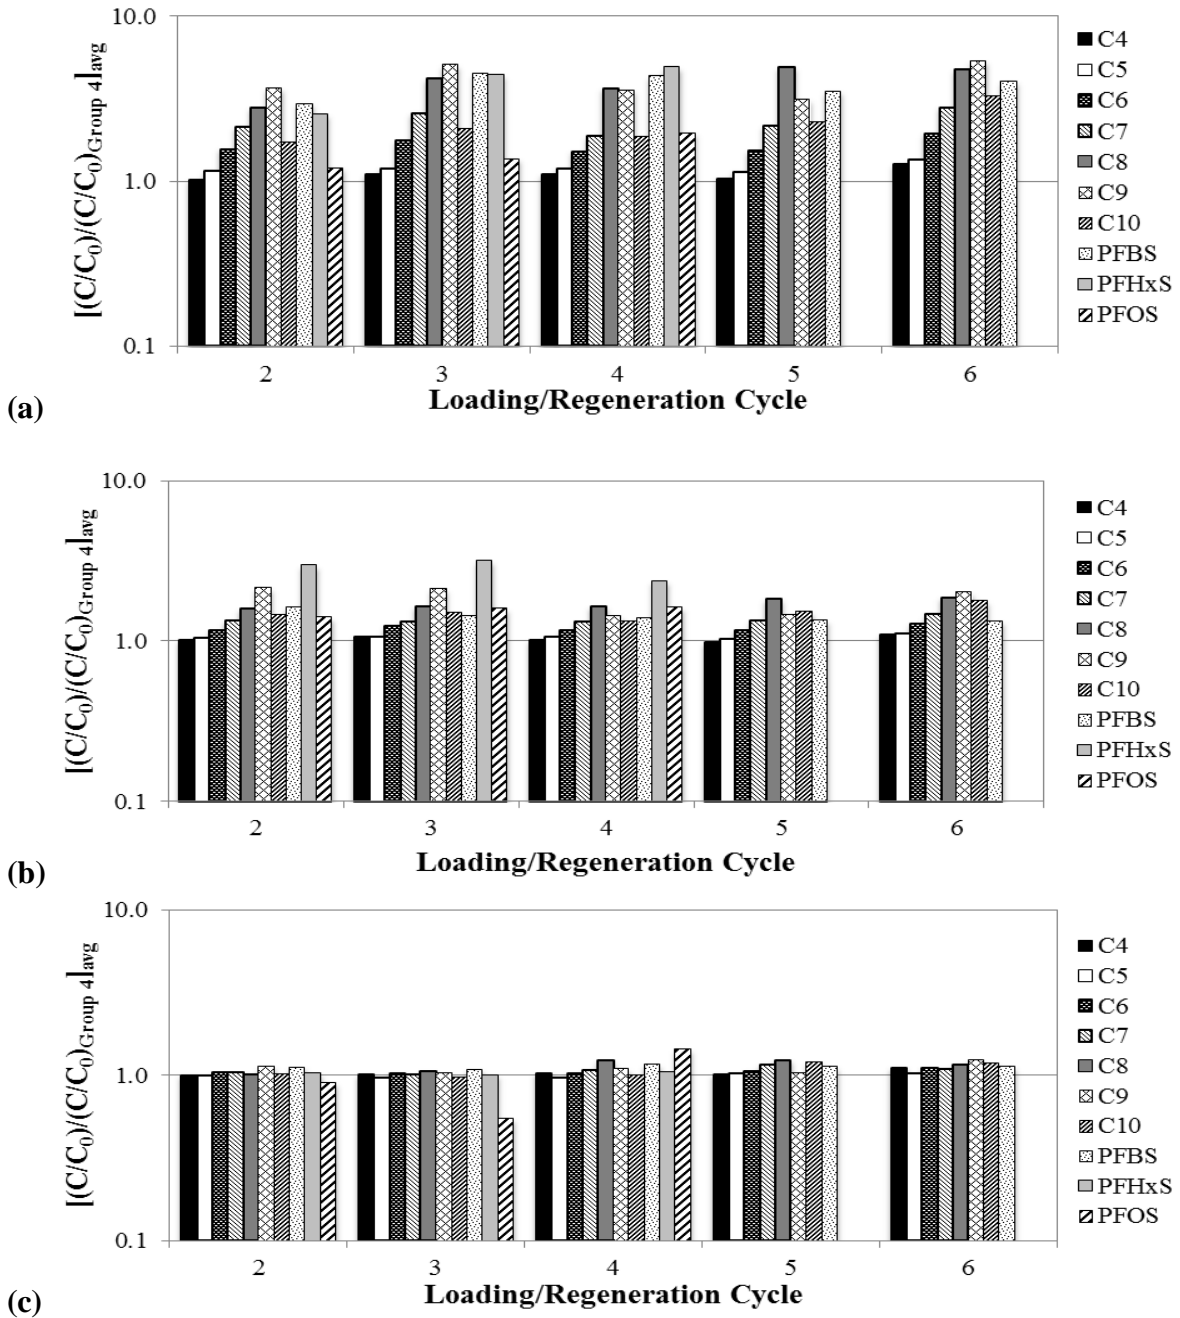 [(C/C0)/(C/C0)Group 4]avg
10.0
1.0
0.1
2 3 4 5 6
Loading/Regeneration Cycle
C4
C5
C6
C7
C8
C9
C10
PFBS
PFHxS
PFOS
(a)
[(C/C0)/(C/C0)Group 4]avg
10.0
1.0
0.1
2 3 4 5 6
Loading/Regeneration Cycle
C4
C5
C6
C7
C8
C9
C10
PFBS
PFHxS
PFOS
(b)
[(C/C0)/(C/C0)Group 4]avg
10.0
1.0
0.1
2 3 4 5 6
Loading/Regeneration Cycle
C4
C5
C6
C7
C8
C9
C10
PFBS
PFHxS
PFOS
(c)